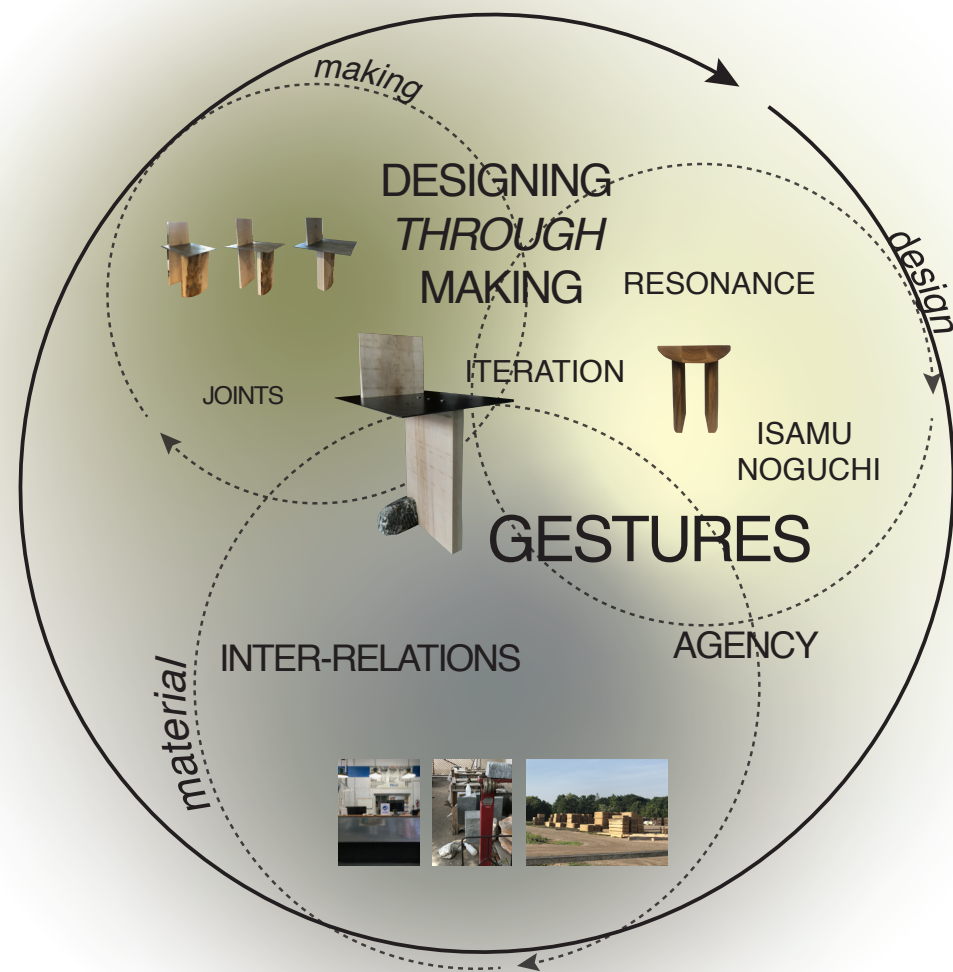 making
DESIGNING
THROUGH
MAKING
design
RESONANCE
ITERATION
JOINTS
ISAMU
NOGUCHI
GESTURES
INTER-RELATIONS
AGENCY
material